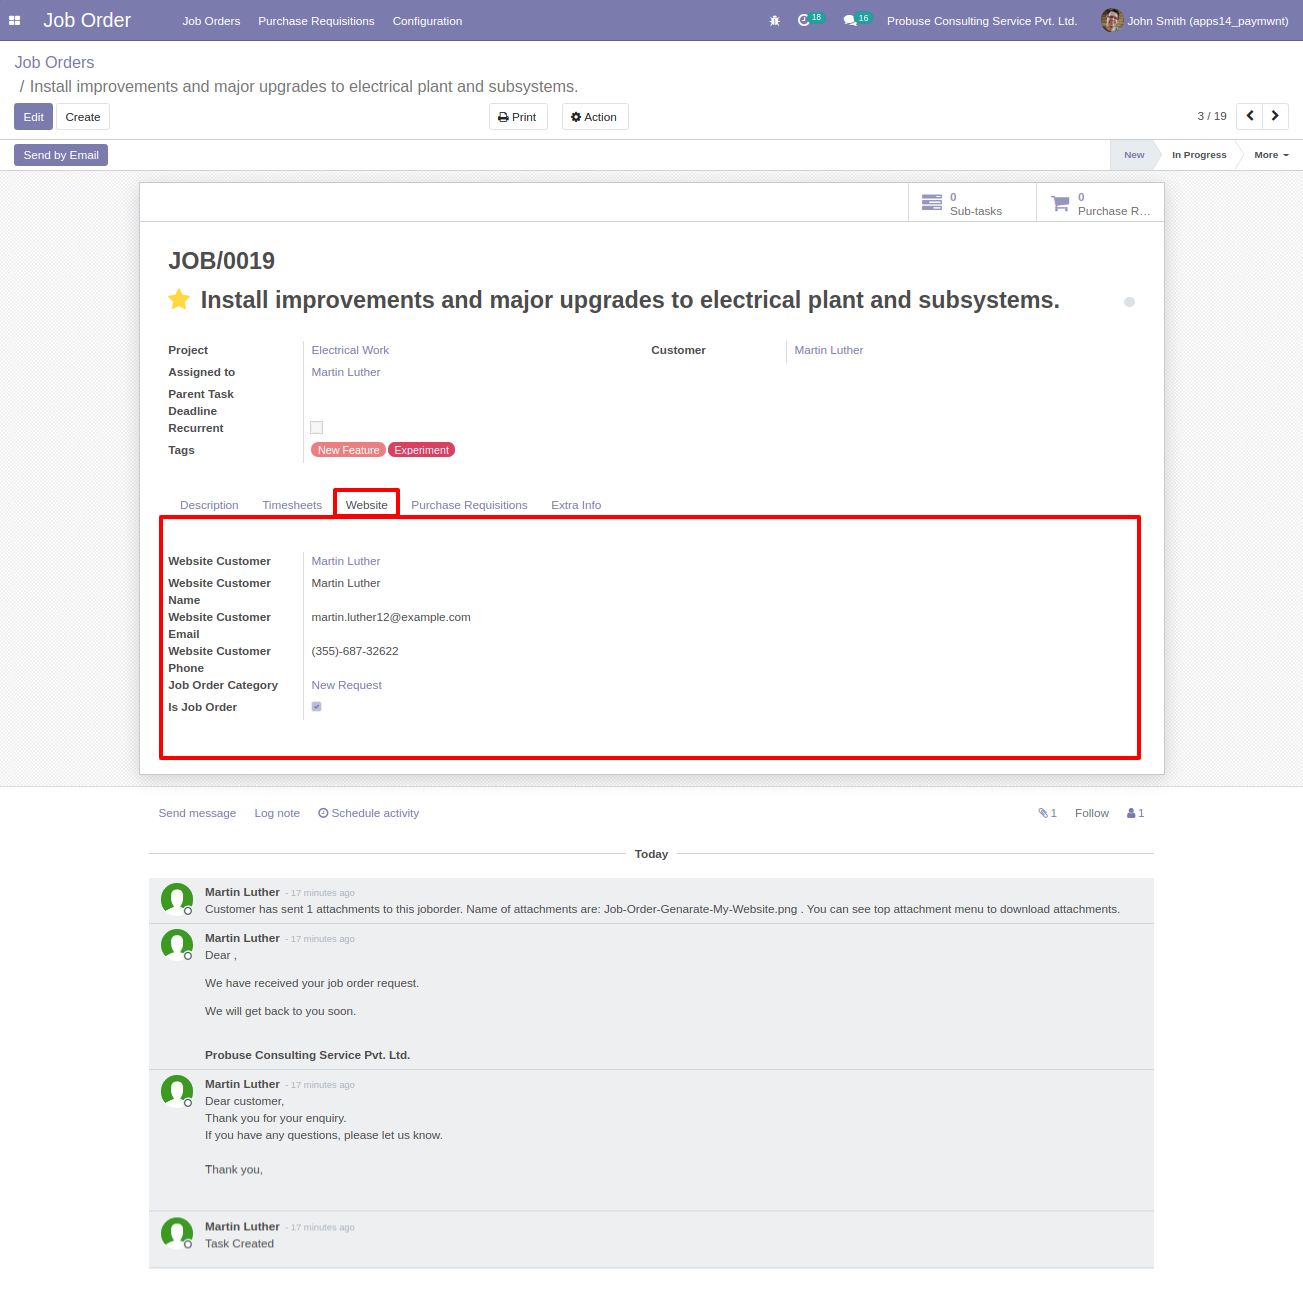 Job Order Job Orders Purchase Requisitions Configuration 18 16 Probuse Consulting Service Pvt. Ltd. John Smith (apps14_paymwnt)
Job Orders
/ Install improvements and major upgrades to electrical plant and subsystems.
Edit Create Print Action 3 / 19
Send by Email New In Progress More
0 Sub-tasks
0 Purchase R...
JOB/0019
Install improvements and major upgrades to electrical plant and subsystems.
Project Electrical Work Customer Martin Luther
Assigned to Martin Luther
Parent Task
Deadline
Recurrent
Tags New Feature Experiment
Description Timesheets Website Purchase Requisitions Extra Info
Website Customer Martin Luther
Website Customer Name Martin Luther
Website Customer Email martin.luther12@example.com
Website Customer Phone (355)-687-32622
Job Order Category New Request
Is Job Order
Send message Log note Schedule activity 1 Follow 1
Today
Martin Luther - 17 minutes ago
Customer has sent 1 attachments to this joborder. Name of attachments are: Job-Order-Genarate-My-Website.png . You can see top attachment menu to download attachments.
Martin Luther - 17 minutes ago
Dear ,
We have received your job order request.
We will get back to you soon.
Probuse Consulting Service Pvt. Ltd.
Martin Luther - 17 minutes ago
Dear customer,
Thank you for your enquiry.
If you have any questions, please let us know.
Thank you,
Martin Luther - 17 minutes ago
Task Created